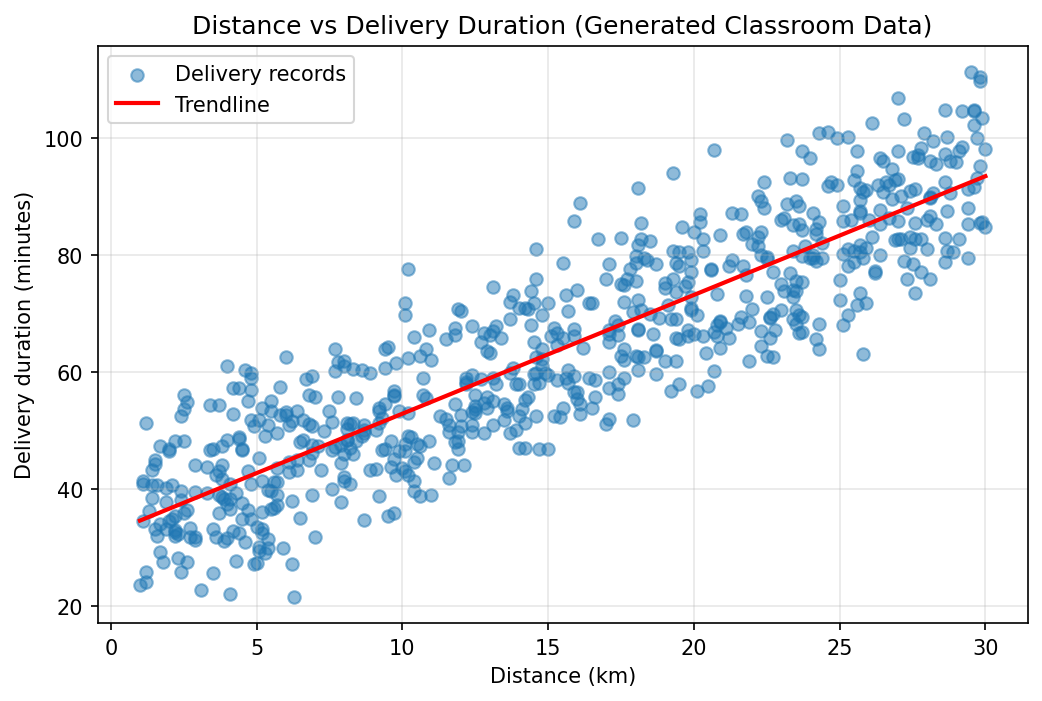 Distance vs Delivery Duration (Generated Classroom Data)
Delivery records
Trendline
Delivery duration (minutes)
100
80
60
40
20
0 5 10 15 20 25 30
Distance (km)